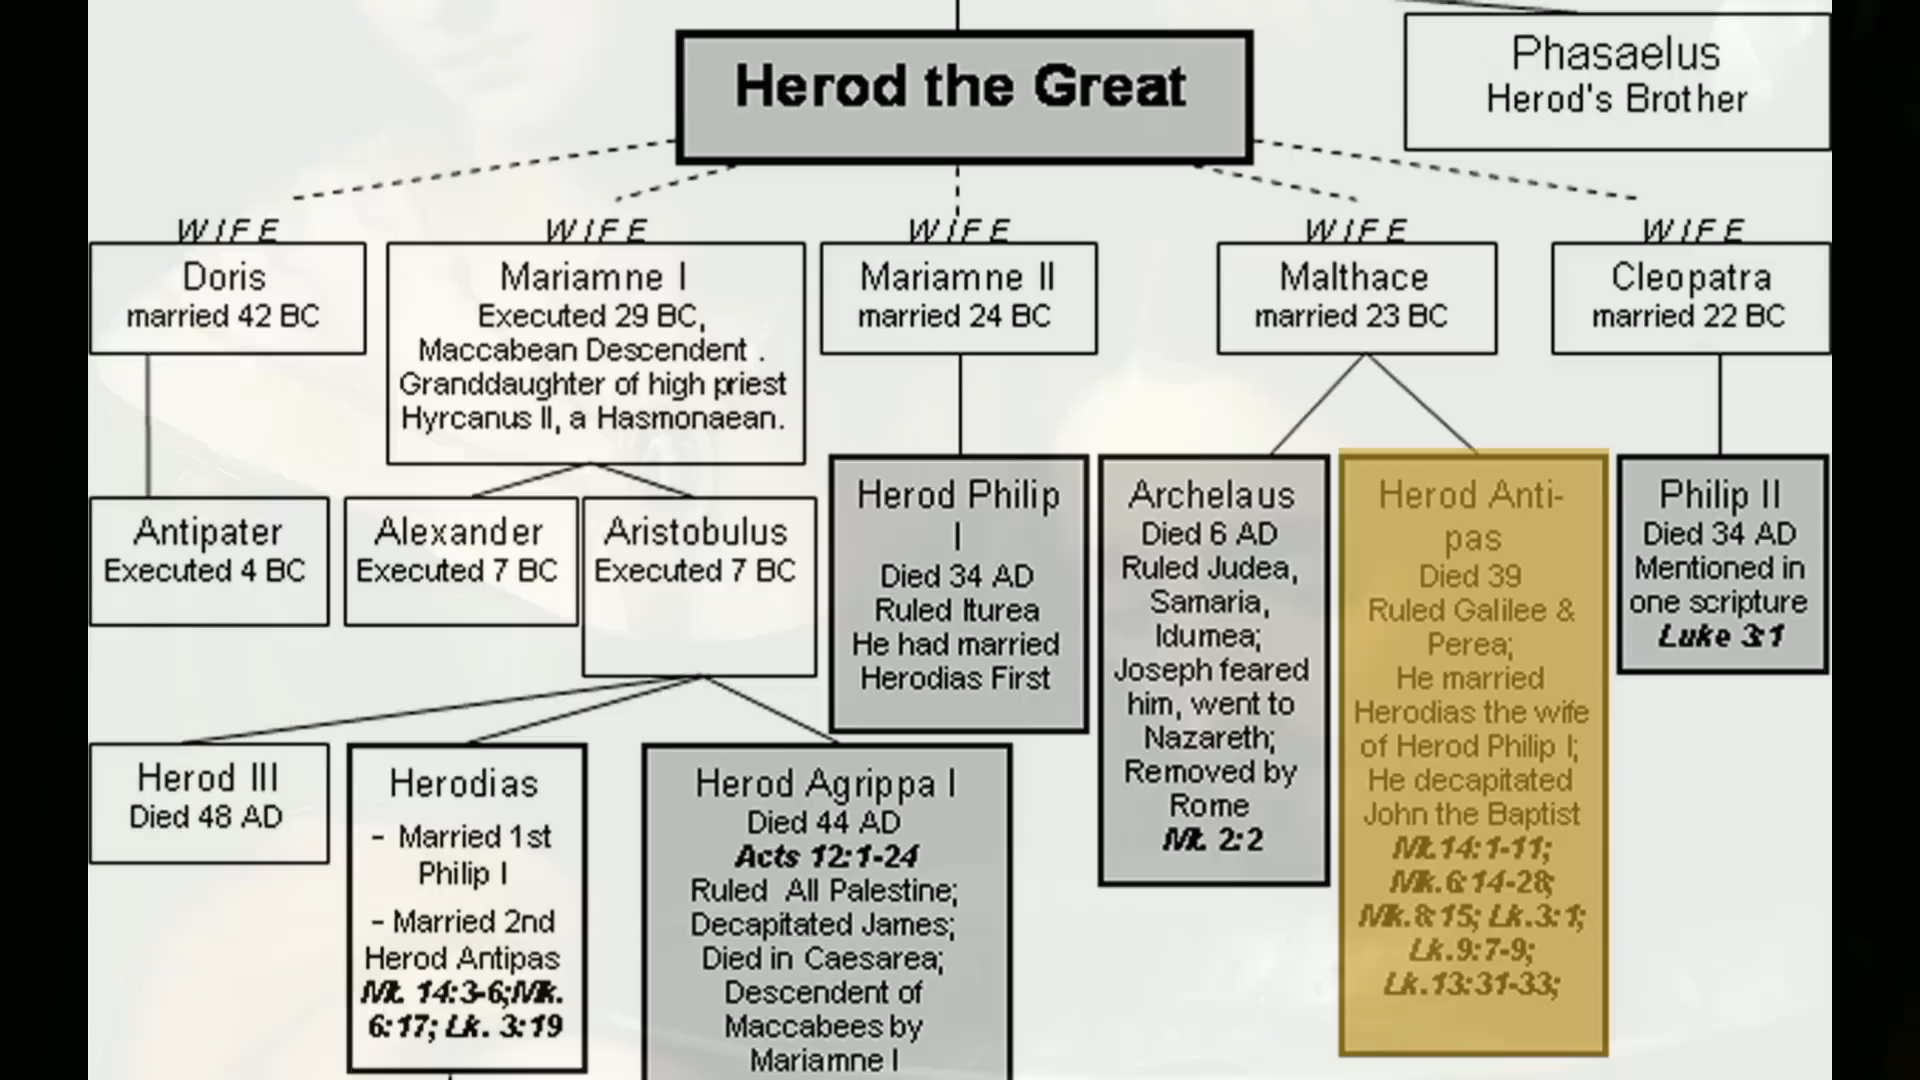 Herod the Great
Phasaelus
Herod's Brother
WIFE
Doris
married 42 BC
WIFE
Mariamne I
Executed 29 BC,
Maccabean Descendent .
Granddaughter of high priest
Hyrcanus II, a Hasmonaean.
WIFE
Mariamne II
married 24 BC
WIFE
Malthace
married 23 BC
WIFE
Cleopatra
married 22 BC
Antipater
Executed 4 BC
Alexander
Executed 7 BC
Aristobulus
Executed 7 BC
Herod Philip
I
Died 34 AD
Ruled Iturea
He had married
Herodias First
Archelaus
Died 6 AD
Ruled Judea,
Samaria,
Idumea;
Joseph feared
him, went to
Nazareth;
Removed by
Rome
Mt. 2:2
Herod Anti-
pas
Died 39
Ruled Galilee &
Perea;
He married
Herodias the wife
of Herod Philip I;
He decapitated
John the Baptist
Mt.14:1-11;
Mk.6:14-28;
Mk.8:15; Lk.3:1;
Lk.9:7-9;
Lk.13:31-33;
Philip II
Died 34 AD
Mentioned in
one scripture
Luke 3:1
Herod III
Died 48 AD
Herodias
- Married 1st
Philip I
- Married 2nd
Herod Antipas
Mt. 14:3-6;Mk.
6:17; Lk. 3:19
Herod Agrippa I
Died 44 AD
Acts 12:1-24
Ruled All Palestine;
Decapitated James;
Died in Caesarea;
Descendent of
Maccabees by
Mariamne I